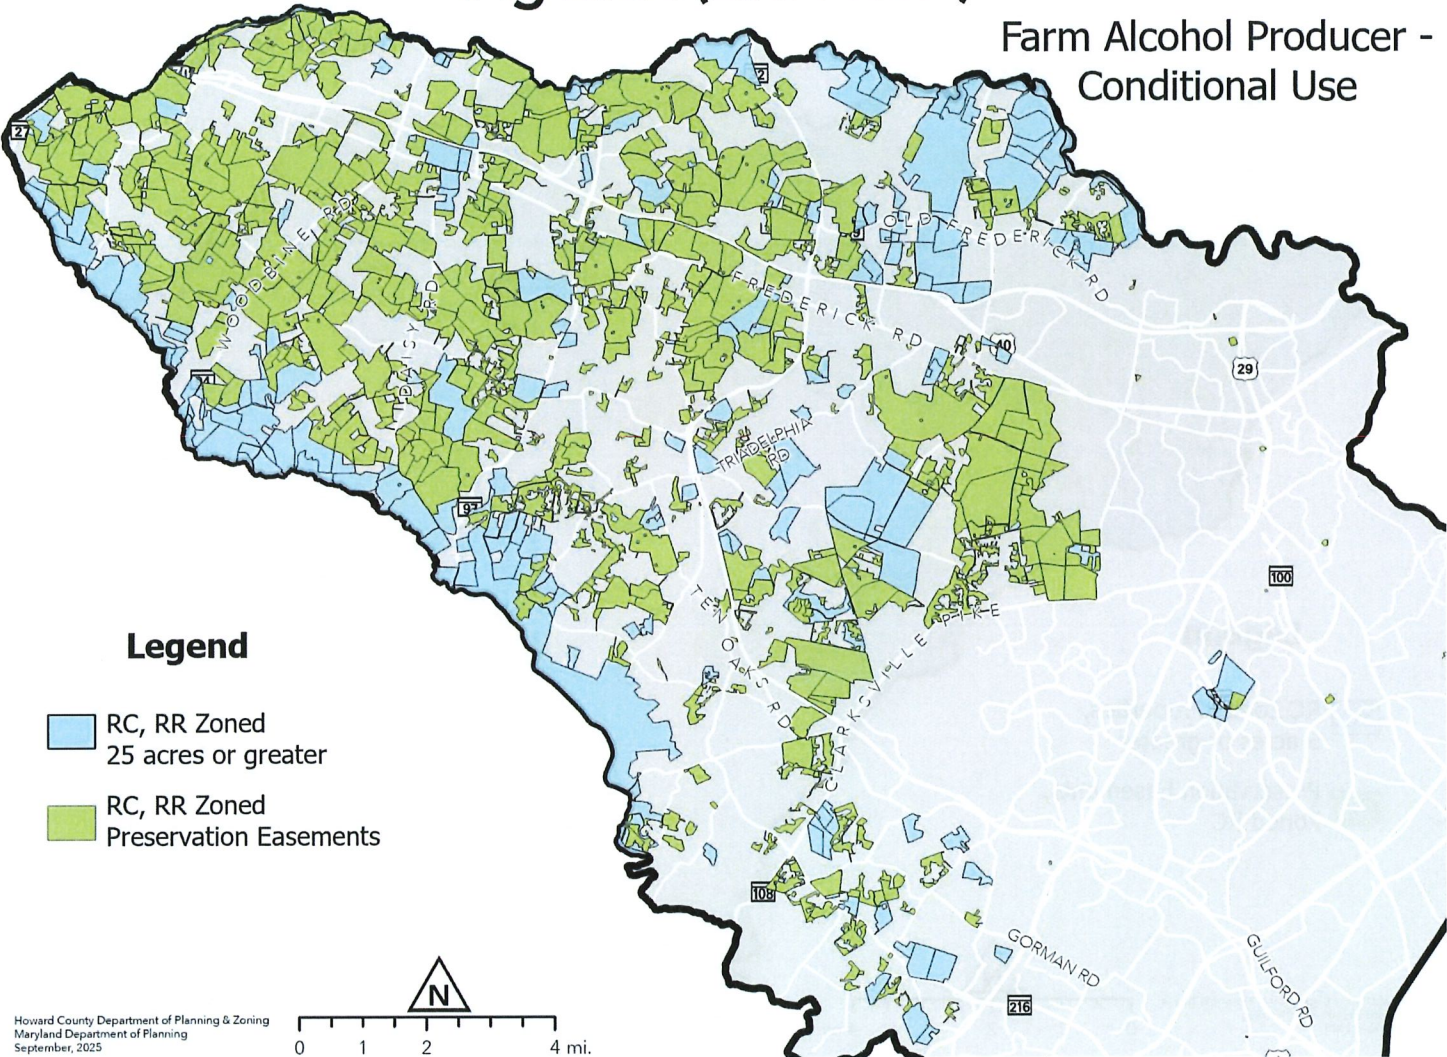 Farm Alcohol Producer -
Conditional Use
2
27
OLD FREDERICK RD
WOODBINE RD
FREDERICK RD
DAISY RD
40
29
TRIADELPHIA
RD
97
100
TEN OAKS RD
CLARKSVILLE PIKE
Legend
RC, RR Zoned
25 acres or greater
RC, RR Zoned
Preservation Easements
108
GORMAN RD
GUILFORD RD
216
N
Howard County Department of Planning & Zoning
Maryland Department of Planning
September, 2025
0 1 2 4 mi.